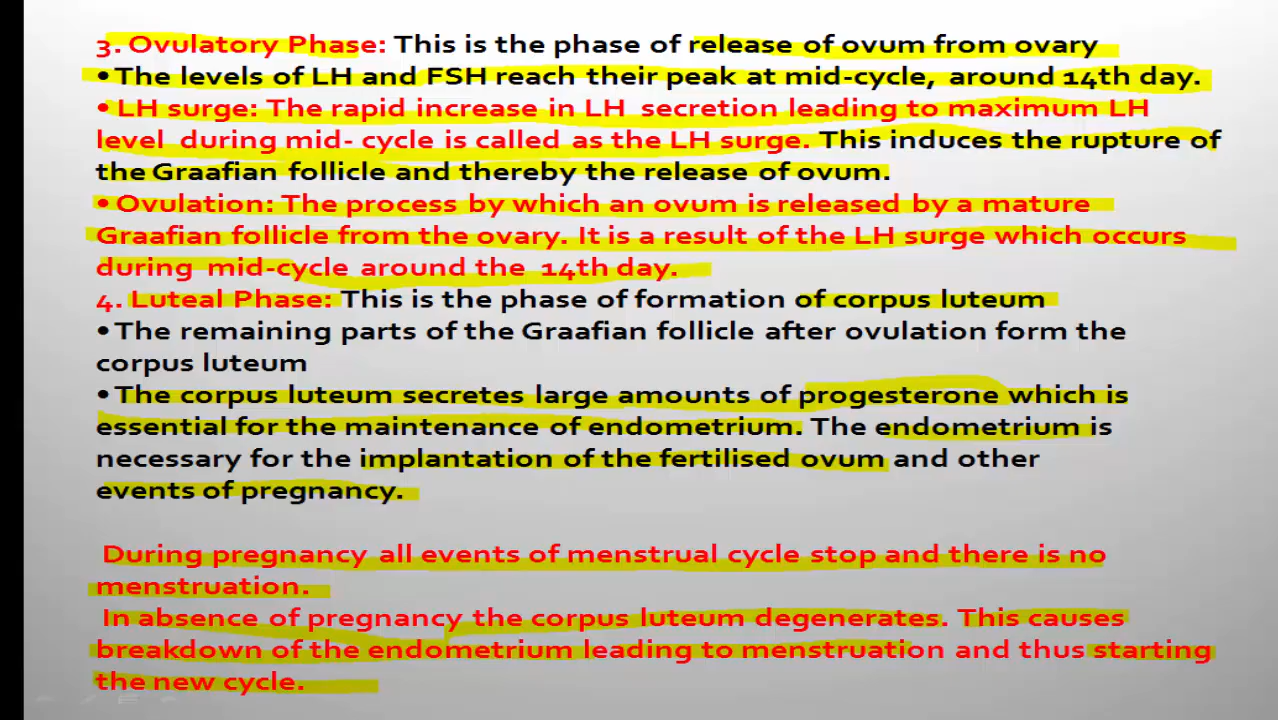 3. Ovulatory Phase: This is the phase of release of ovum from ovary
•The levels of LH and FSH reach their peak at mid-cycle, around 14th day.
• LH surge: The rapid increase in LH secretion leading to maximum LH
level during mid- cycle is called as the LH surge. This induces the rupture of
the Graafian follicle and thereby the release of ovum.
• Ovulation: The process by which an ovum is released by a mature
Graafian follicle from the ovary. It is a result of the LH surge which occurs
during mid-cycle around the 14th day.
4. Luteal Phase: This is the phase of formation of corpus luteum
•The remaining parts of the Graafian follicle after ovulation form the
corpus luteum
•The corpus luteum secretes large amounts of progesterone which is
essential for the maintenance of endometrium. The endometrium is
necessary for the implantation of the fertilised ovum and other
events of pregnancy.
During pregnancy all events of menstrual cycle stop and there is no
menstruation.
In absence of pregnancy the corpus luteum degenerates. This causes
breakdown of the endometrium leading to menstruation and thus starting
the new cycle.